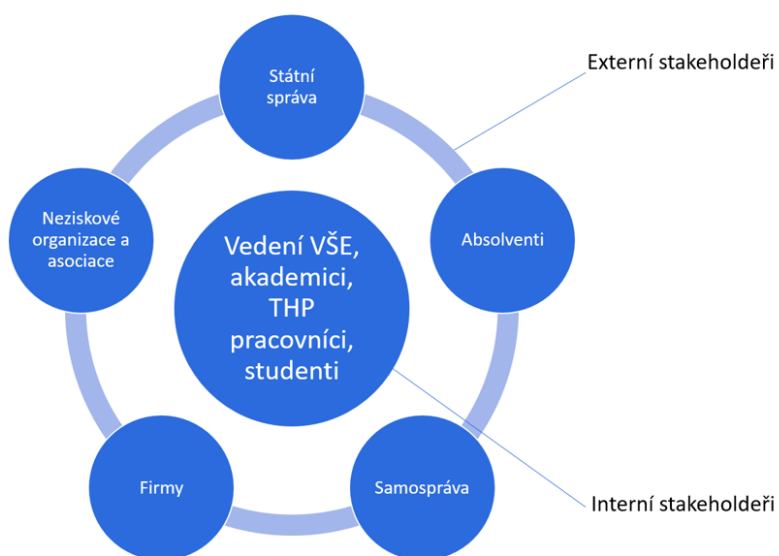 Státní
správa
Externí stakeholdeři
Neziskové
organizace a
asociace
Vedení VŠE,
akademici,
THP
pracovníci,
studenti
Absolventi
Firmy
Samospráva
Interní stakeholdeři